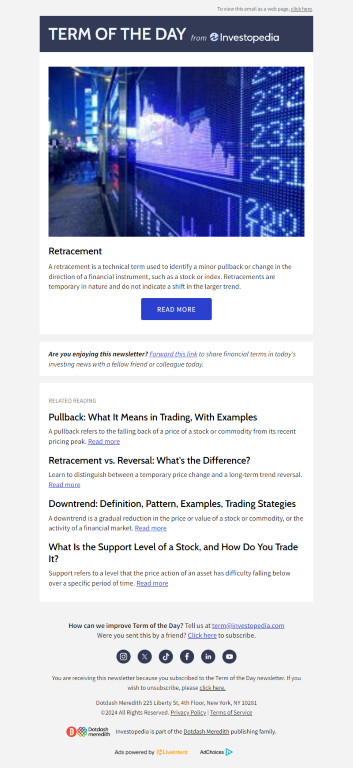 To view this email as a web page, click here.
TERM OF THE DAY from Investopedia
232
232
231
200
Retracement
A retracement is a technical term used to identify a minor pullback or change in the
direction of a financial instrument, such as a stock or index. Retracements are
temporary in nature and do not indicate a shift in the larger trend.
READ MORE
Are you enjoying this newsletter? Forward this link to share financial terms in today's
investing news with a fellow friend or colleague today.
RELATED READING
Pullback: What It Means in Trading, With Examples
A pullback refers to the falling back of a price of a stock or commodity from its recent
pricing peak. Read more
Retracement vs. Reversal: What's the Difference?
Learn to distinguish between a temporary price change and a long-term trend reversal.
Read more
Downtrend: Definition, Pattern, Examples, Trading Stategies
A downtrend is a gradual reduction in the price or value of a stock or commodity, or the
activity of a financial market. Read more
What Is the Support Level of a Stock, and How Do You Trade
It?
Support refers to a level that the price action of an asset has difficulty falling below
over a specific period of time. Read more
How can we improve Term of the Day? Tell us at term@investopedia.com
Were you sent this by a friend? Click here to subscribe.
You are receiving this newsletter because you subscribed to the Term of the Day newsletter. If you
wish to unsubscribe, please click here.
Dotdash Meredith 225 Liberty St, 4th Floor, New York, NY 10281
©2024 All Rights Reserved. Privacy Policy | Terms of Service
Dotdash
meredith
Investopedia is part of the Dotdash Meredith publishing family.
Ads powered by LiveIntent AdChoices